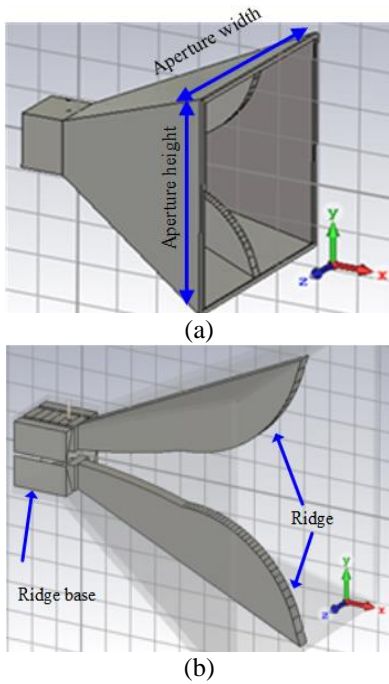 Aperture width
Aperture height
y
x
z
(a)
Ridge
Ridge base
y
x
z
(b)